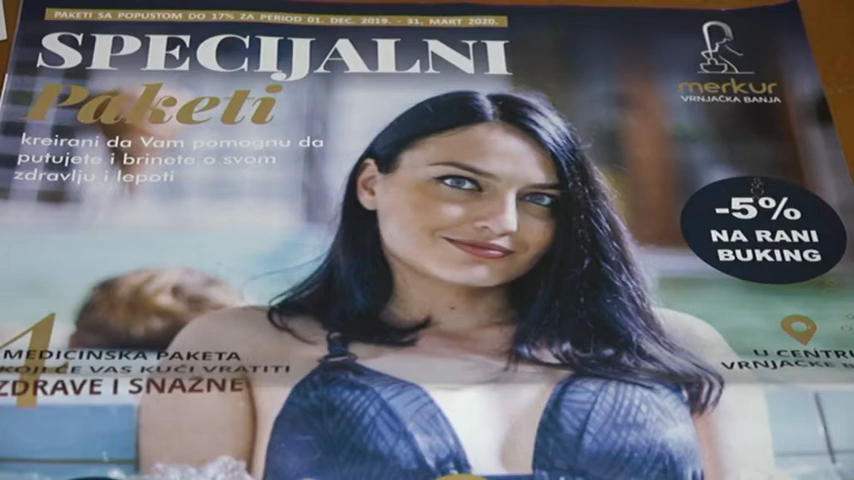 PAKETI SA POPUSTOM DO 17% ZA PERIOD 01. DEC. 2019. - 31. MART 2020.
SPECIJALNI
Paketi
kreirani da Vam pomognu da
putujete i brinete o svom
zdravlju i lepoti
merkur
VRNJAČKA BANJA
-5%
NA RANI
BUKING
4
MEDICINSKA PAKETA
KOJI ĆE VAS KUĆI VRATITI
ZDRAVE I SNAŽNE
U CENTRU
VRNJAČKE